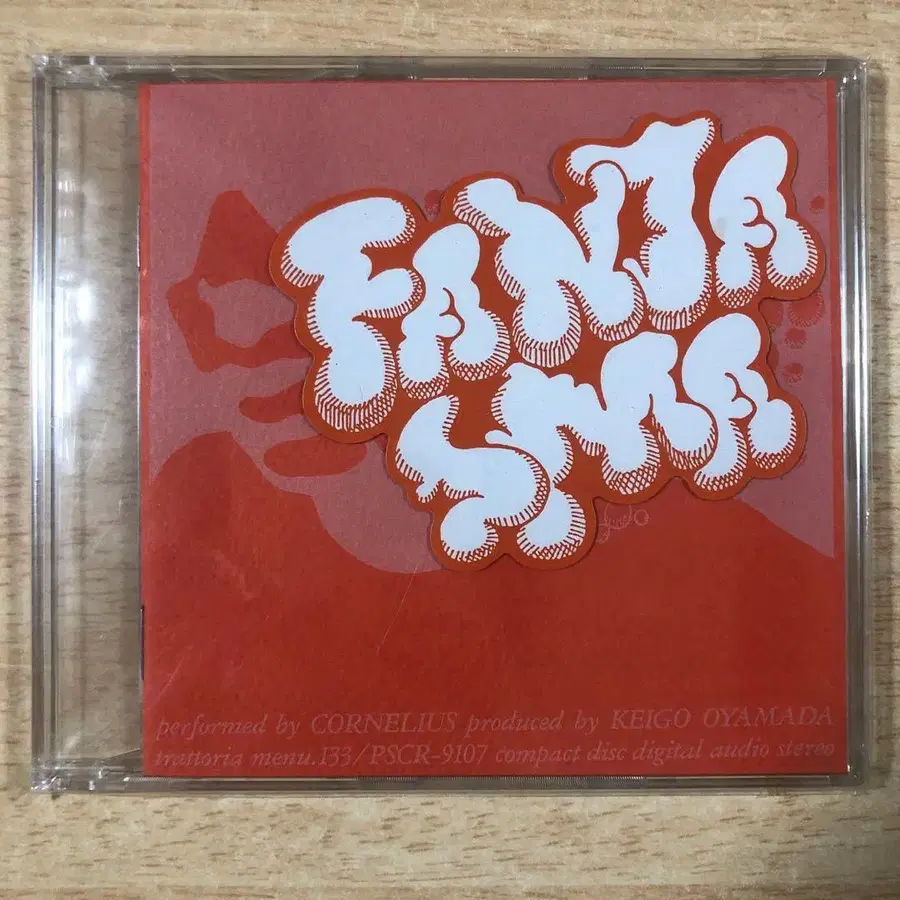 FANTA
SMA
performed by CORNELIUS produced by KEIGO OYAMADA
trattoria menu.133/PSCR-9107 compact disc digital audio stereo